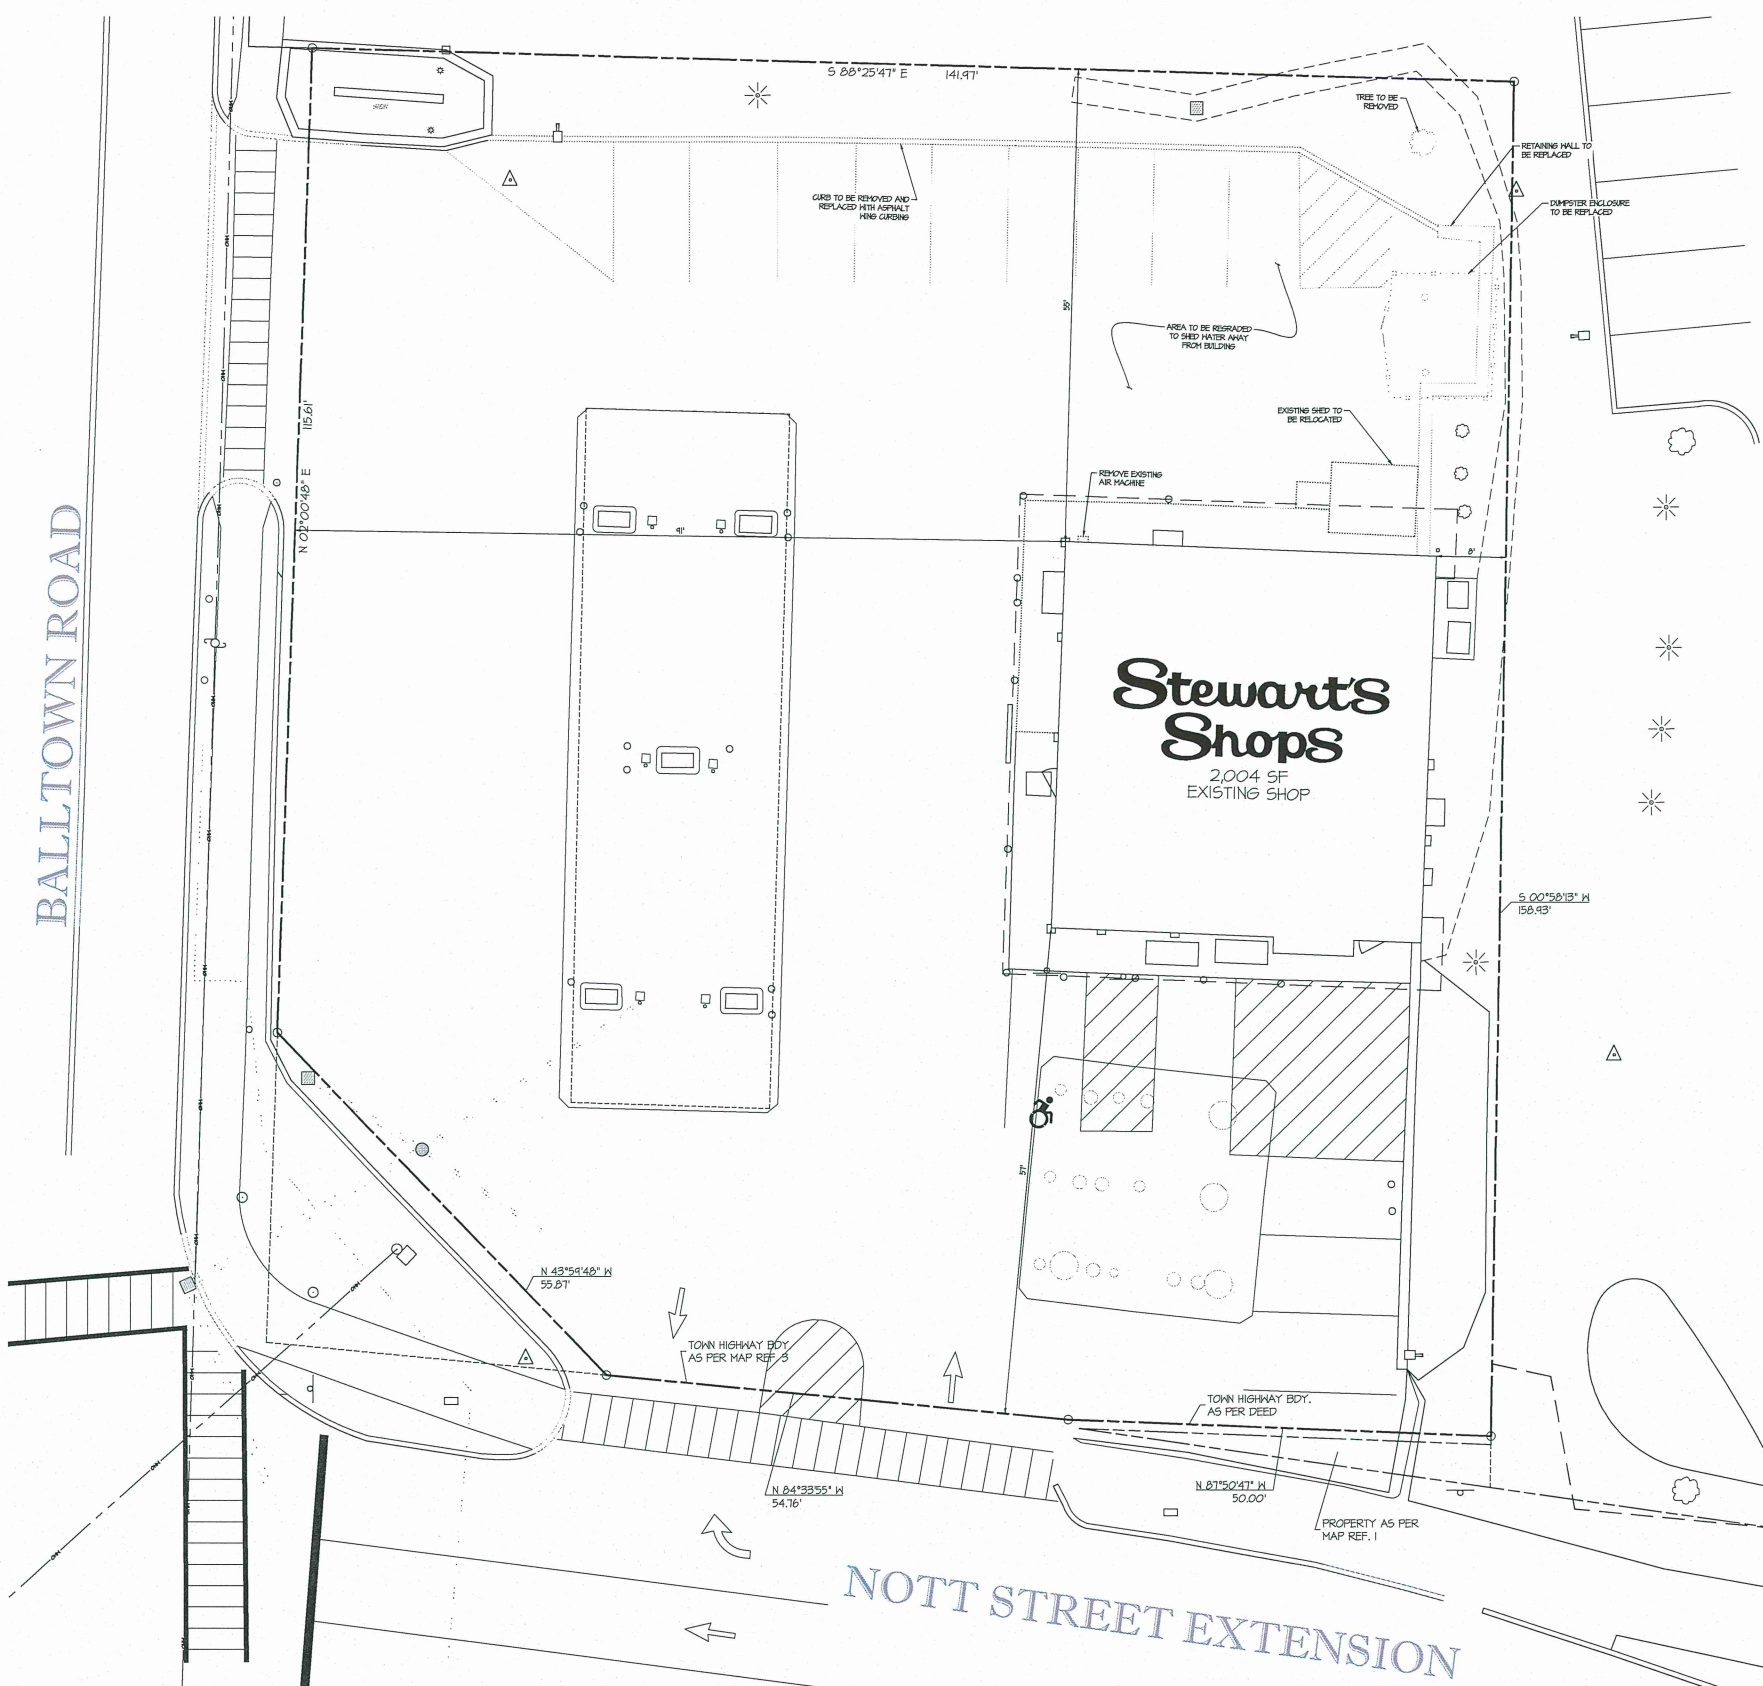 S 88°25'47" E 141.97'
TREE TO BE
REMOVED
RETAINING WALL TO
BE REPLACED
CURB TO BE REMOVED AND
REPLACED WITH ASPHALT
WING CURBING
DUMPSTER ENCLOSURE
TO BE REPLACED
55'
AREA TO BE REGRADED
TO SHED WATER AWAY
FROM BUILDING
N 02°00'48" E 115.61'
EXISTING SHED TO
BE RELOCATED
REMOVE EXISTING
AIR MACHINE
91'
8'
BALLTOWN ROAD
Stewart's
Shops
2,004 SF
EXISTING SHOP
S 00°58'13" W
158.93'
57'
N 43°59'48" W
55.87'
TOWN HIGHWAY BDY
AS PER MAP REF. 3
TOWN HIGHWAY BDY.
AS PER DEED
N 84°33'55" W
54.76'
N 87°50'47" W
50.00'
PROPERTY AS PER
MAP REF. 1
NOTT STREET EXTENSION